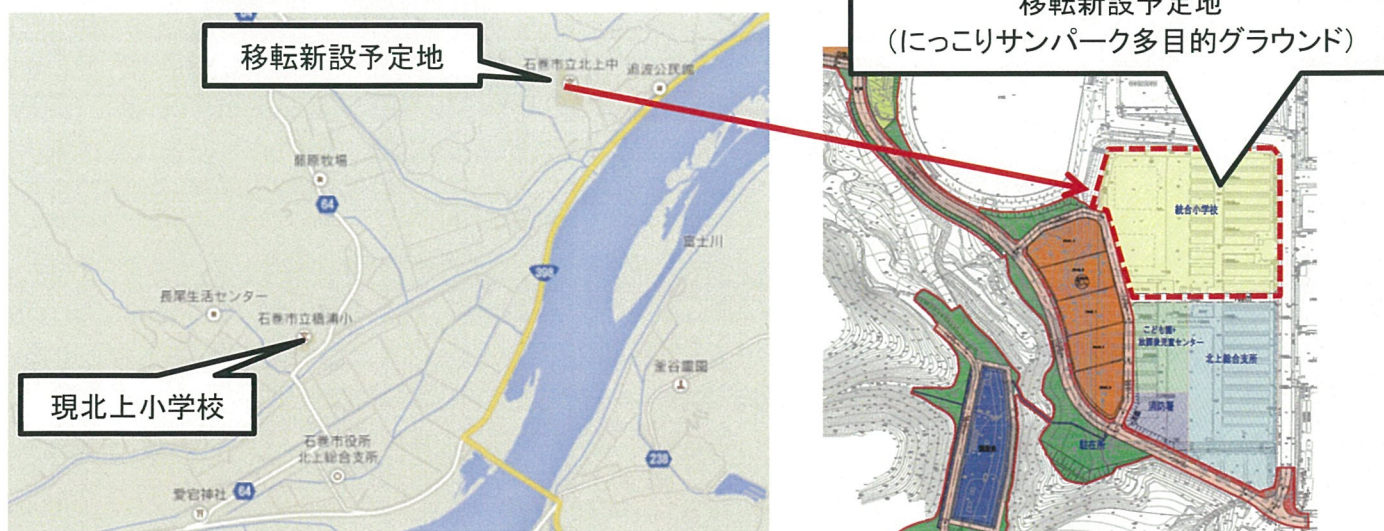 64
移転新設予定地
石巻市立北上中
追波公民館
藤原牧場
64
富士川
398
長尾生活センター
石巻市立橋浦小
釜谷霊園
現北上小学校
石巻市役所
北上総合支所
238
愛宕神社
64
移転新設予定地
(にっこりサンパーク多目的グラウンド)
統合小学校
こども園・
放課後児童センター
北上総合支所
消防署
駐在所